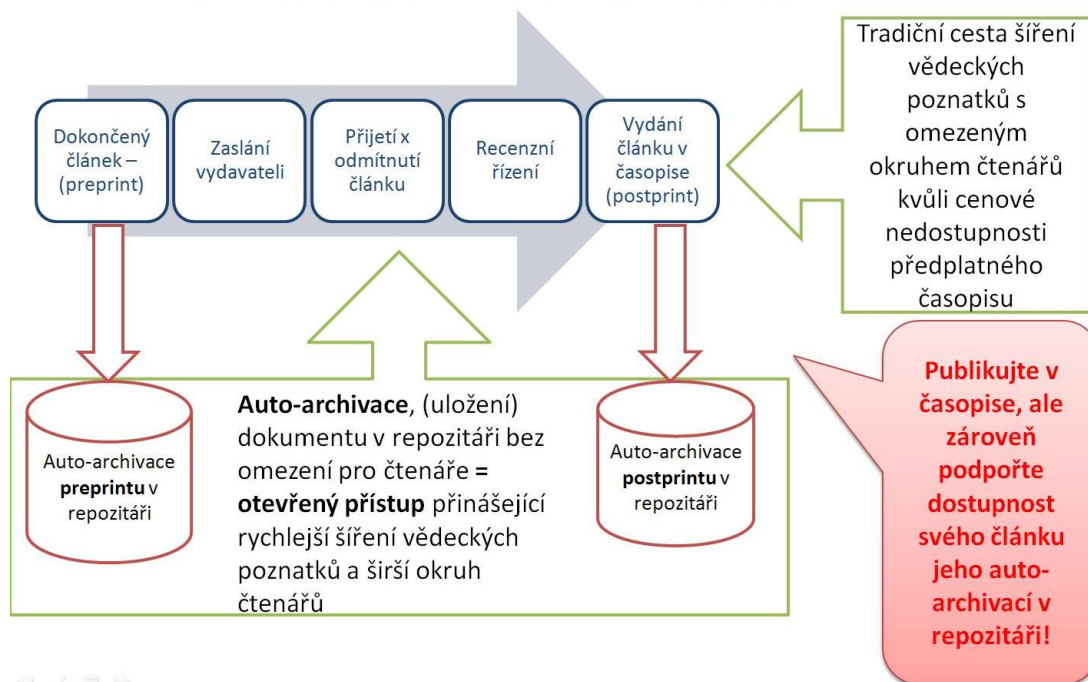 Dokončený
článek –
(preprint)
Zaslání
vydavateli
Přijetí x
odmítnutí
článku
Recenzní
řízení
Vydání
článku v
časopise
(postprint)
Tradiční cesta šíření
vědeckých
poznatků s
omezeným
okruhem čtenářů
kvůli cenové
nedostupnosti
předplatného
časopisu
Auto-archivace
preprintu v
repozitáři
Auto-archivace, (uložení)
dokumentu v repozitáři bez
omezení pro čtenáře =
otevřený přístup přinášející
rychlejší šíření vědeckých
poznatků a širší okruh
čtenářů
Auto-archivace
postprintu v
repozitáři
Publikujte v
časopise, ale
zároveň
podpořte
dostupnost
svého článku
jeho auto-
archivací v
repozitáři!